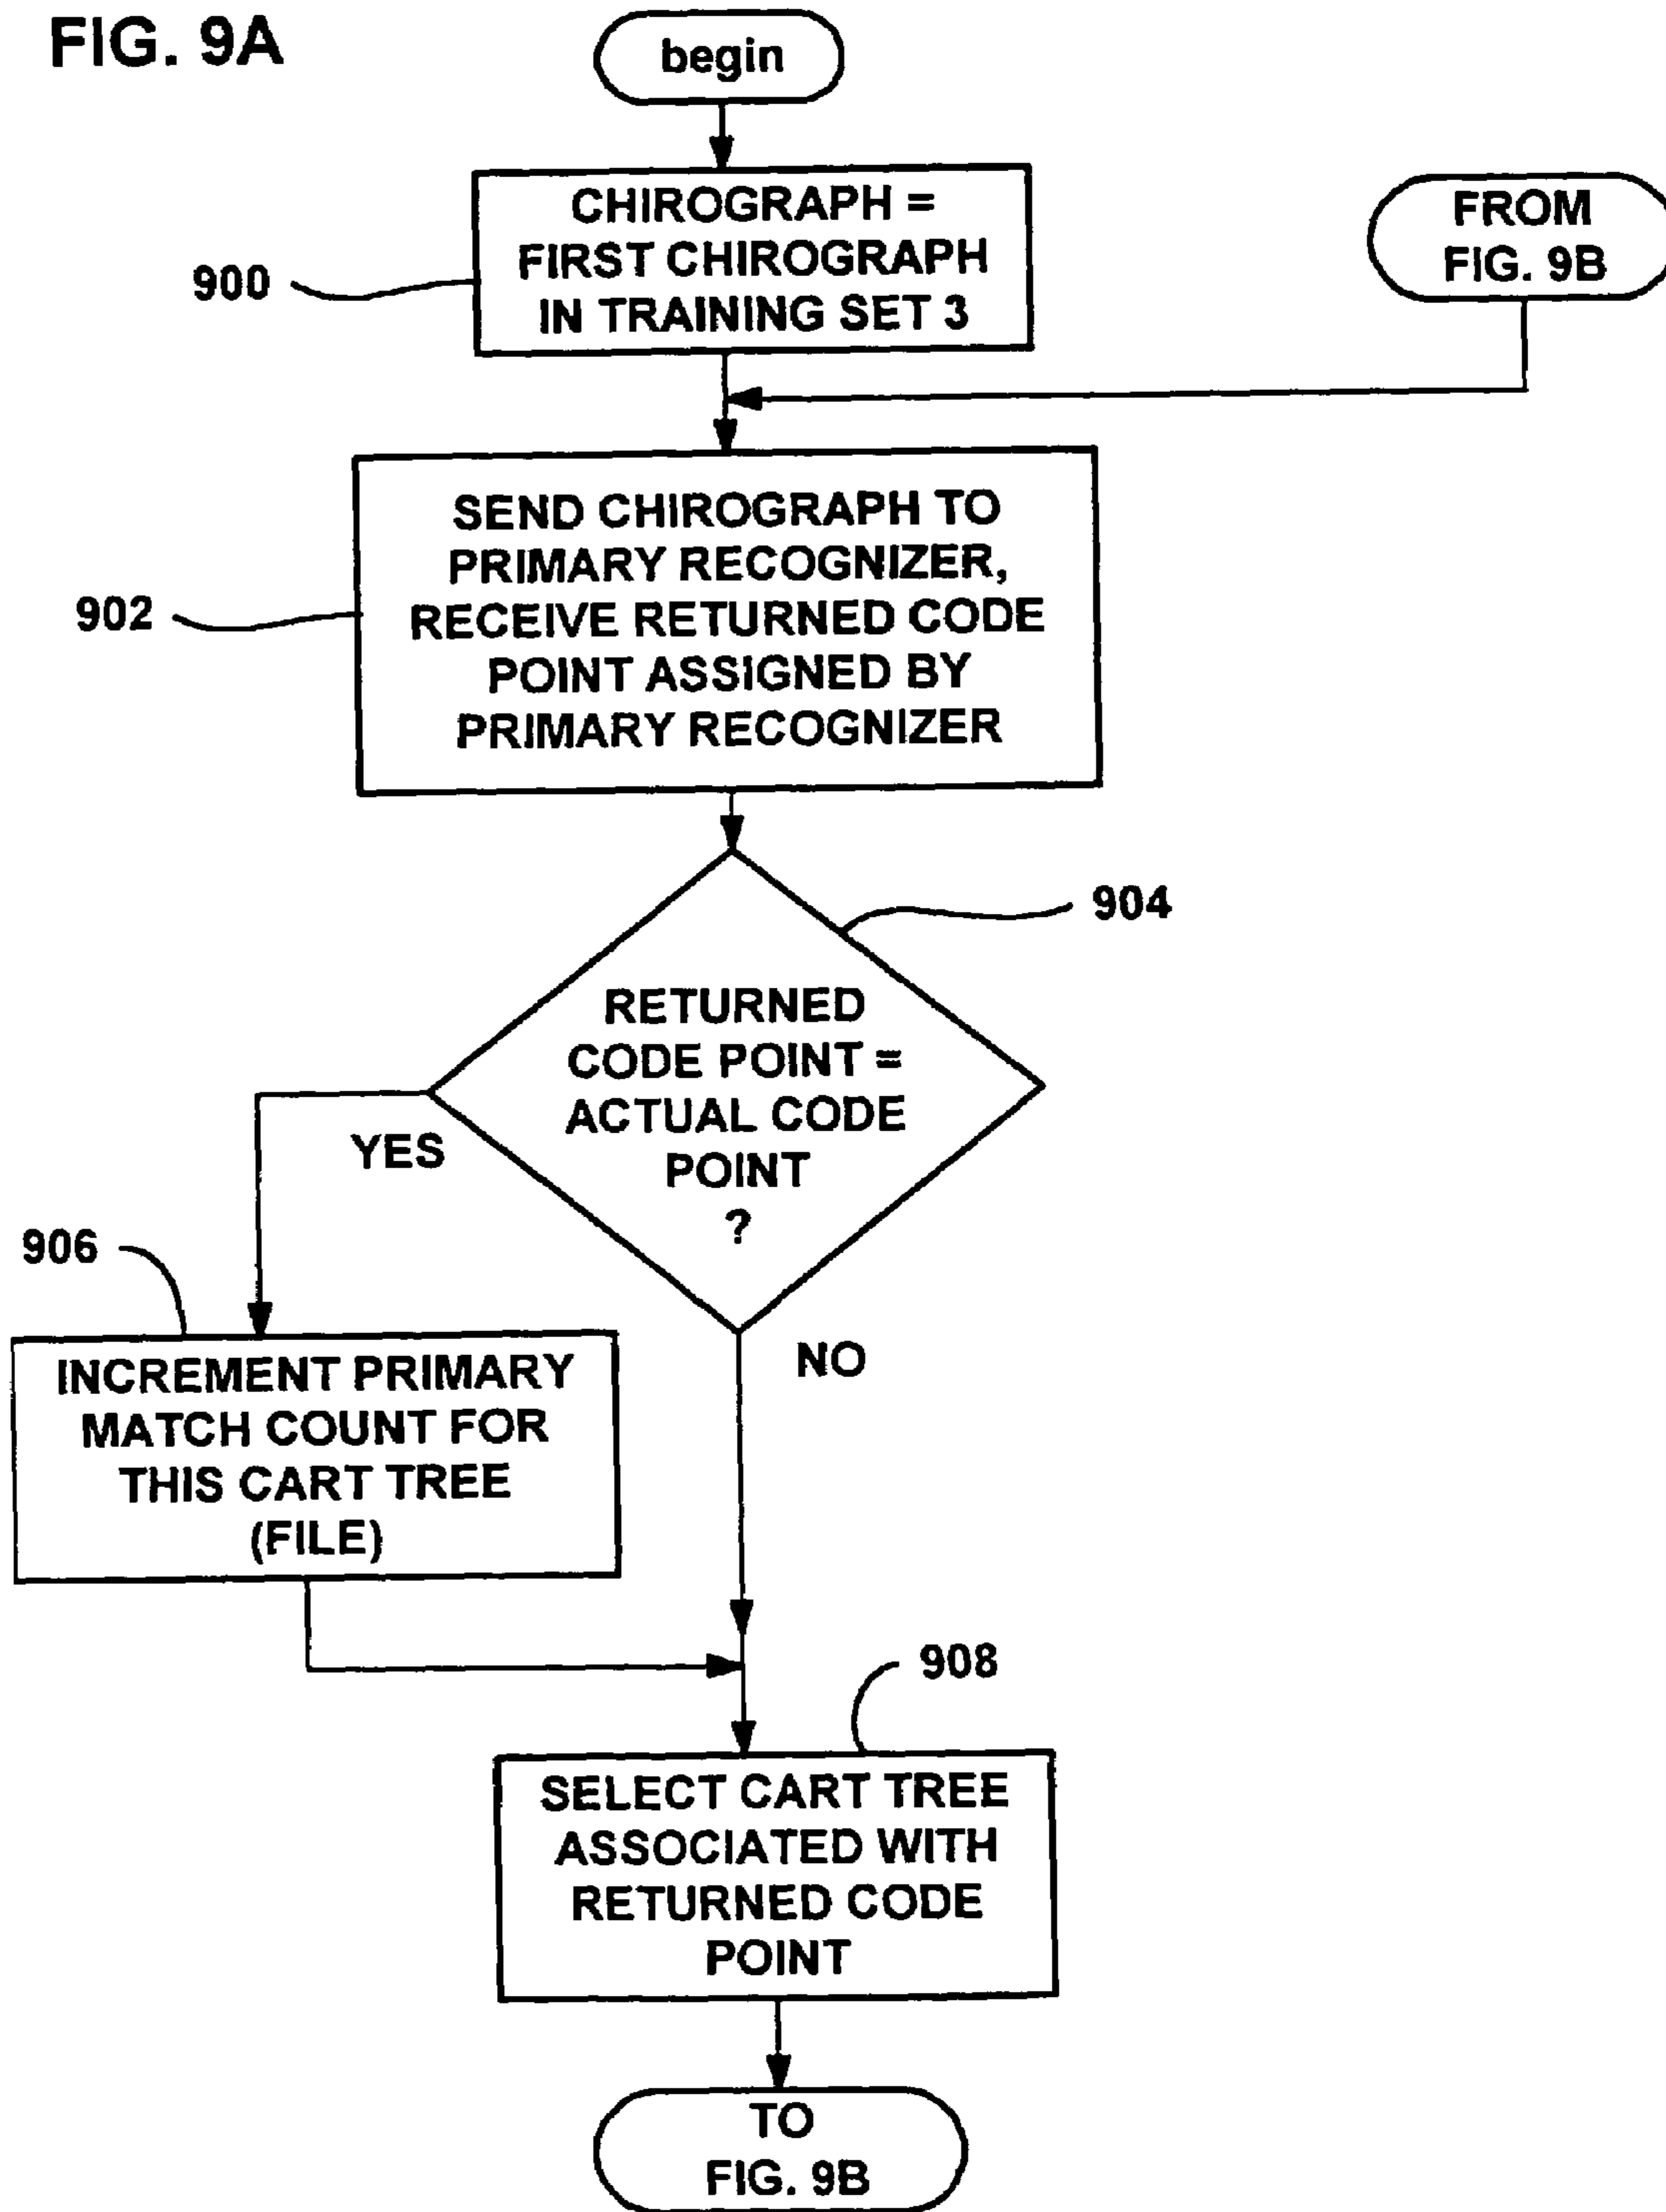 FIG. 9A
begin
CHIROGRAPH =
FIRST CHIROGRAPH
IN TRAINING SET 3
900
FROM
FIG. 9B
SEND CHIROGRAPH TO
PRIMARY RECOGNIZER,
RECEIVE RETURNED CODE
POINT ASSIGNED BY
PRIMARY RECOGNIZER
902
904
RETURNED
CODE POINT =
ACTUAL CODE
POINT
?
YES
NO
906
INCREMENT PRIMARY
MATCH COUNT FOR
THIS CART TREE
(FILE)
908
SELECT CART TREE
ASSOCIATED WITH
RETURNED CODE
POINT
TO
FIG. 9B